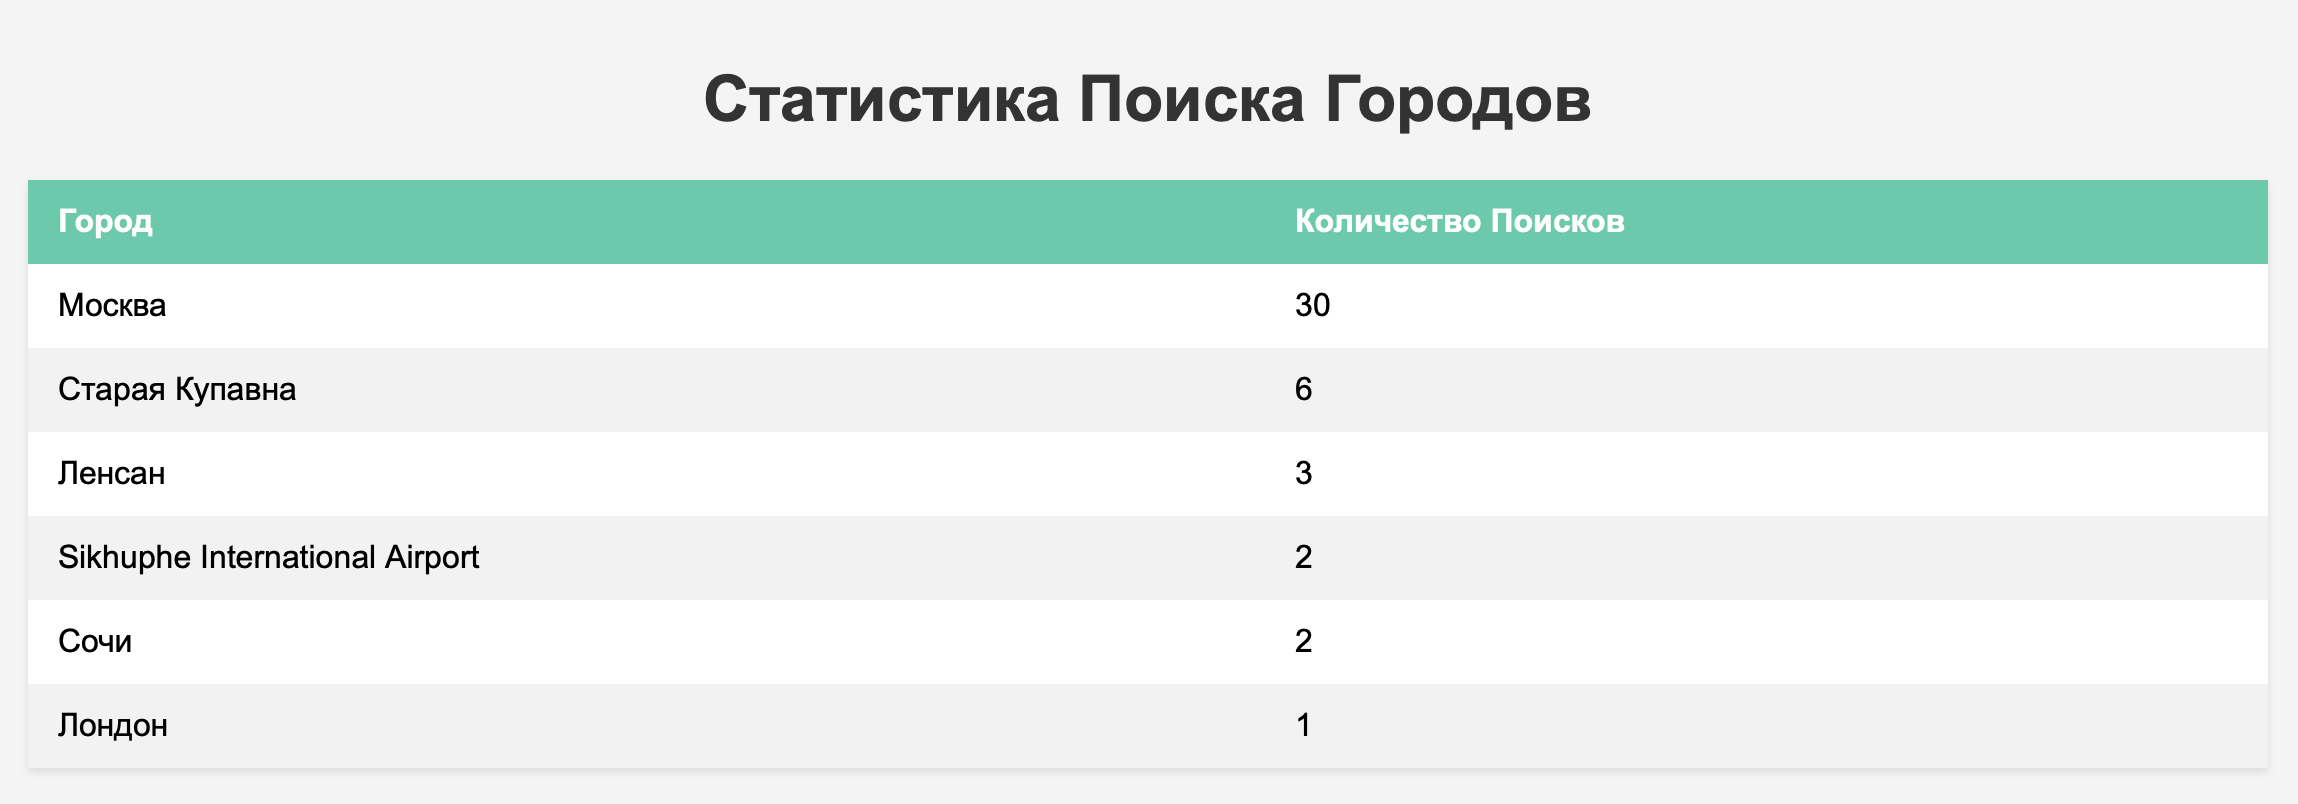 Статистика Поиска Городов
Город Количество Поисков
Москва 30
Старая Купавна 6
Ленсан 3
Sikhuphe International Airport 2
Сочи 2
Лондон 1